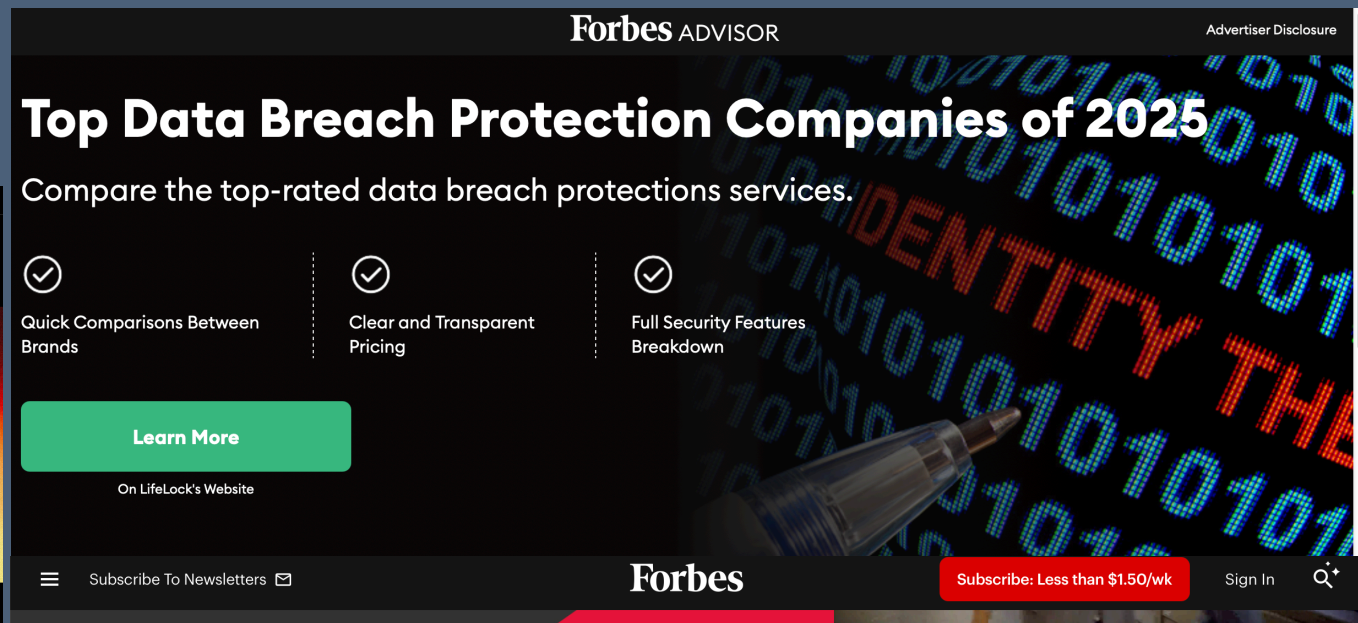 Forbes ADVISOR
Advertiser Disclosure
Top Data Breach Protection Companies of 2025
Compare the top-rated data breach protections services.
Quick Comparisons Between
Brands
Clear and Transparent
Pricing
Full Security Features
Breakdown
Learn More
On LifeLock's Website
IDENTITY THE
Subscribe To Newsletters
Forbes
Subscribe: Less than $1.50/wk
Sign In